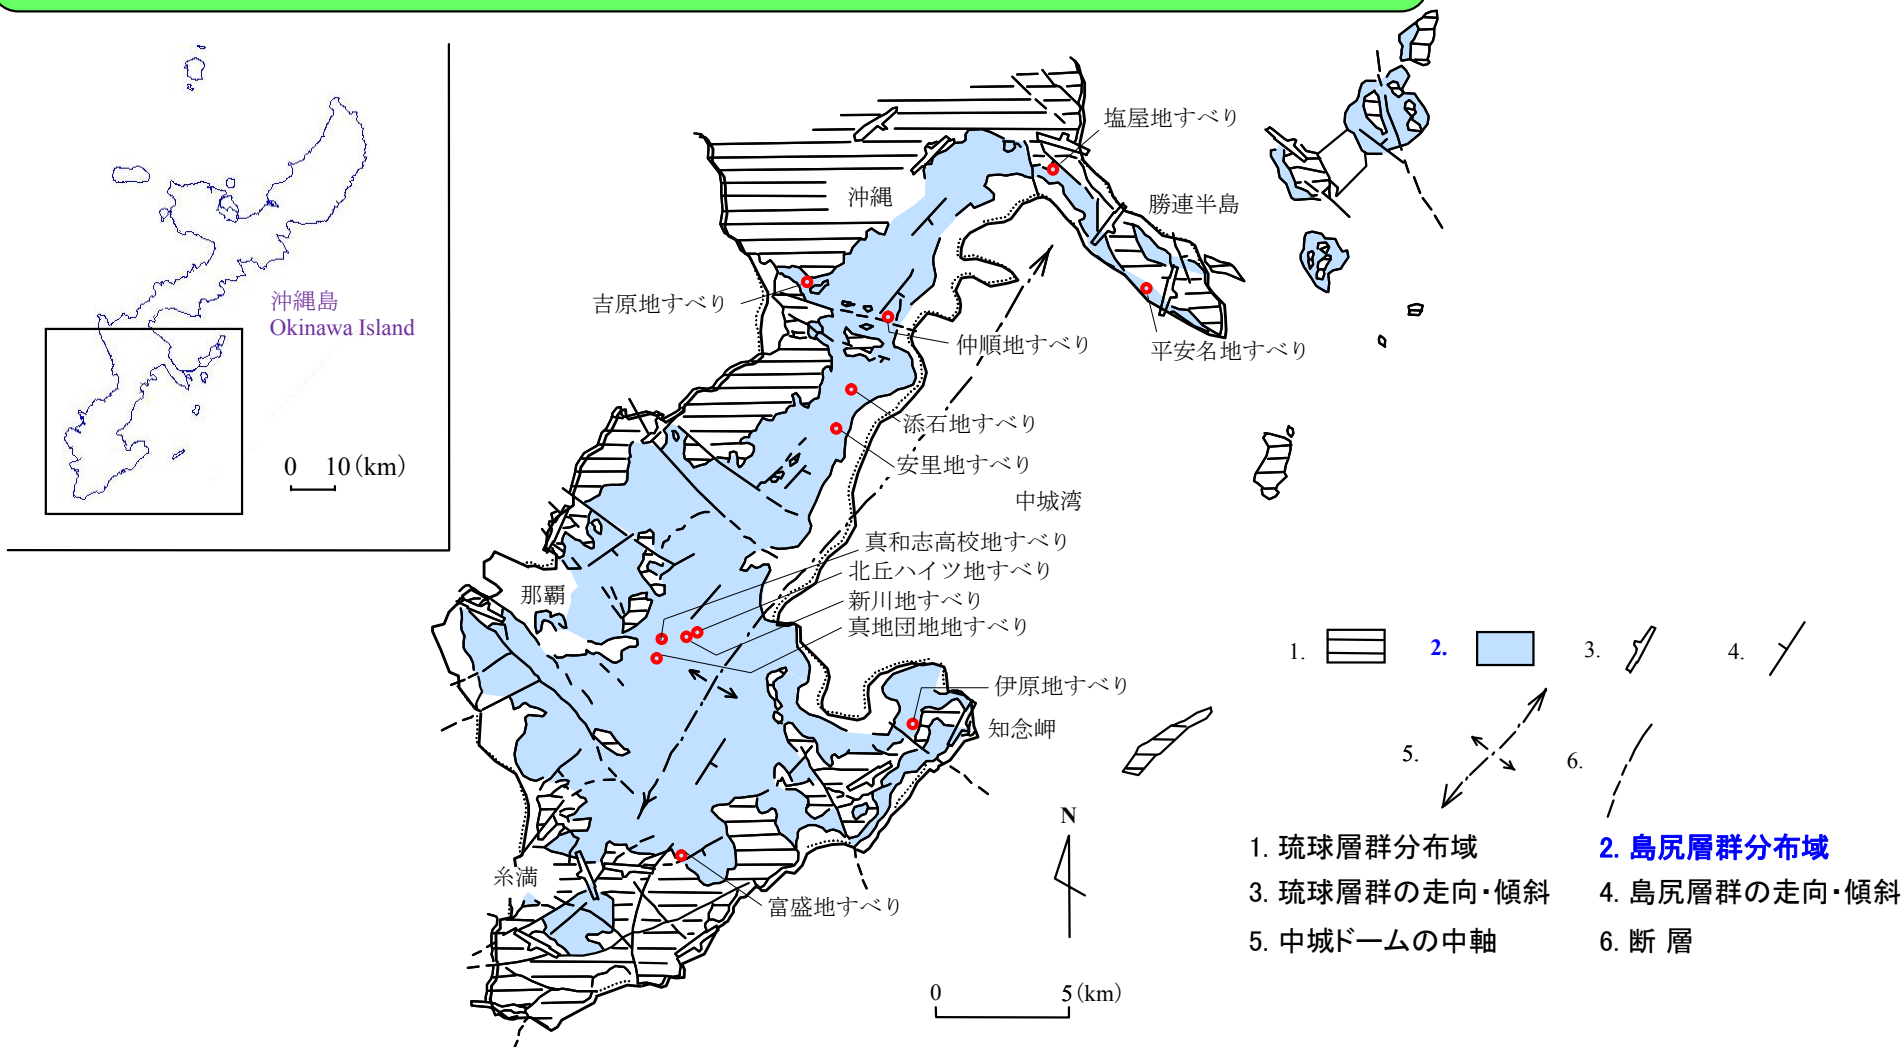 沖縄島
Okinawa Island
0 10(km)
塩屋地すべり
沖縄
勝連半島
吉原地すべり
仲順地すべり
平安名地すべり
添石地すべり
安里地すべり
中城湾
真和志高校地すべり
北丘ハイツ地すべり
那覇
新川地すべり
真地団地地すべり
伊原地すべり
知念岬
糸満
富盛地すべり
N
0 5(km)
1. 2. 3. 4.
5. 6.
1. 琉球層群分布域 2. 島尻層群分布域
3. 琉球層群の走向・傾斜 4. 島尻層群の走向・傾斜
5. 中城ドームの中軸 6. 断 層